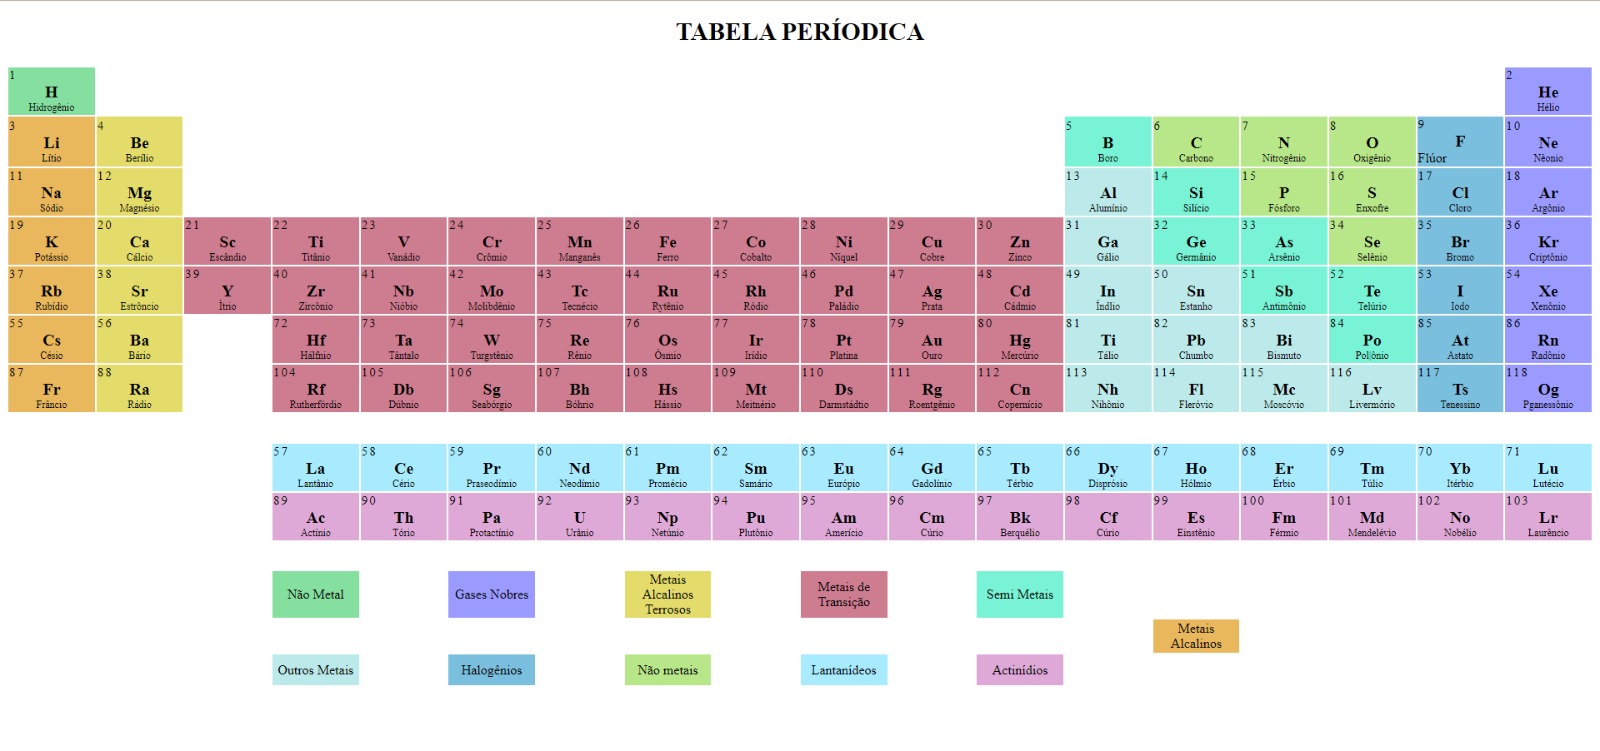 TABELA PERÍODICA
1
H
Hidrogênio
2
He
Hélio
3
Li
Lítio
4
Be
Berílio
5
B
Boro
6
C
Carbono
7
N
Nitrogênio
8
O
Oxigênio
9
F
Flúor
10
Ne
Nêonio
11
Na
Sódio
12
Mg
Magnésio
13
Al
Alumínio
14
Si
Silício
15
P
Fósforo
16
S
Enxofre
17
Cl
Cloro
18
Ar
Argônio
19
K
Potássio
20
Ca
Cálcio
21
Sc
Escândio
22
Ti
Titânio
23
V
Vanádio
24
Cr
Crômio
25
Mn
Manganês
26
Fe
Ferro
27
Co
Cobalto
28
Ni
Níquel
29
Cu
Cobre
30
Zn
Zinco
31
Ga
Gálio
32
Ge
Germânio
33
As
Arsênio
34
Se
Selênio
35
Br
Bromo
36
Kr
Criptônio
37
Rb
Rubídio
38
Sr
Estrôncio
39
Y
Ítrio
40
Zr
Zircônio
41
Nb
Nióbio
42
Mo
Molibdênio
43
Tc
Tecnécio
44
Ru
Rytênio
45
Rh
Ródio
46
Pd
Paládio
47
Ag
Prata
48
Cd
Cádmio
49
In
Índlio
50
Sn
Estanho
51
Sb
Antimônio
52
Te
Telúrio
53
I
Iodo
54
Xe
Xenônio
55
Cs
Césio
56
Ba
Bário
72
Hf
Háfnio
73
Ta
Tântalo
74
W
Turgstênio
75
Re
Rênio
76
Os
Ósmio
77
Ir
Irídio
78
Pt
Platina
79
Au
Ouro
80
Hg
Mercúrio
81
Ti
Tálio
82
Pb
Chumbo
83
Bi
Bismuto
84
Po
Polônio
85
At
Astato
86
Rn
Radônio
87
Fr
Frâncio
88
Ra
Rádio
104
Rf
Rutherfórdio
105
Db
Dúbnio
106
Sg
Seabórgio
107
Bh
Bóhrio
108
Hs
Hássio
109
Mt
Meitnério
110
Ds
Darmstádtio
111
Rg
Roentgênio
112
Cn
Copernício
113
Nh
Nihônio
114
Fl
Fleróvio
115
Mc
Moscóvio
116
Lv
Livermório
117
Ts
Tenessino
118
Og
Pganessônio
57
La
Lantânio
58
Ce
Cério
59
Pr
Praseodímio
60
Nd
Neodímio
61
Pm
Promécio
62
Sm
Samário
63
Eu
Európio
64
Gd
Gadolínio
65
Tb
Térbio
66
Dy
Disprósio
67
Ho
Hólmio
68
Er
Érbio
69
Tm
Túlio
70
Yb
Itérbio
71
Lu
Lutécio
89
Ac
Actínio
90
Th
Tório
91
Pa
Protactínio
92
U
Urânio
93
Np
Netúnio
94
Pu
Plutônio
95
Am
Amerício
96
Cm
Cúrio
97
Bk
Berquélio
98
Cf
Cúrio
99
Es
Einstênio
100
Fm
Férmio
101
Md
Mendelévio
102
No
Nobélio
103
Lr
Laurêncio
Não Metal
Gases Nobres
Metais
Alcalinos
Terrosos
Metais de
Transição
Semi Metais
Metais
Alcalinos
Outros Metais
Halogênios
Não metais
Lantanídeos
Actinídios